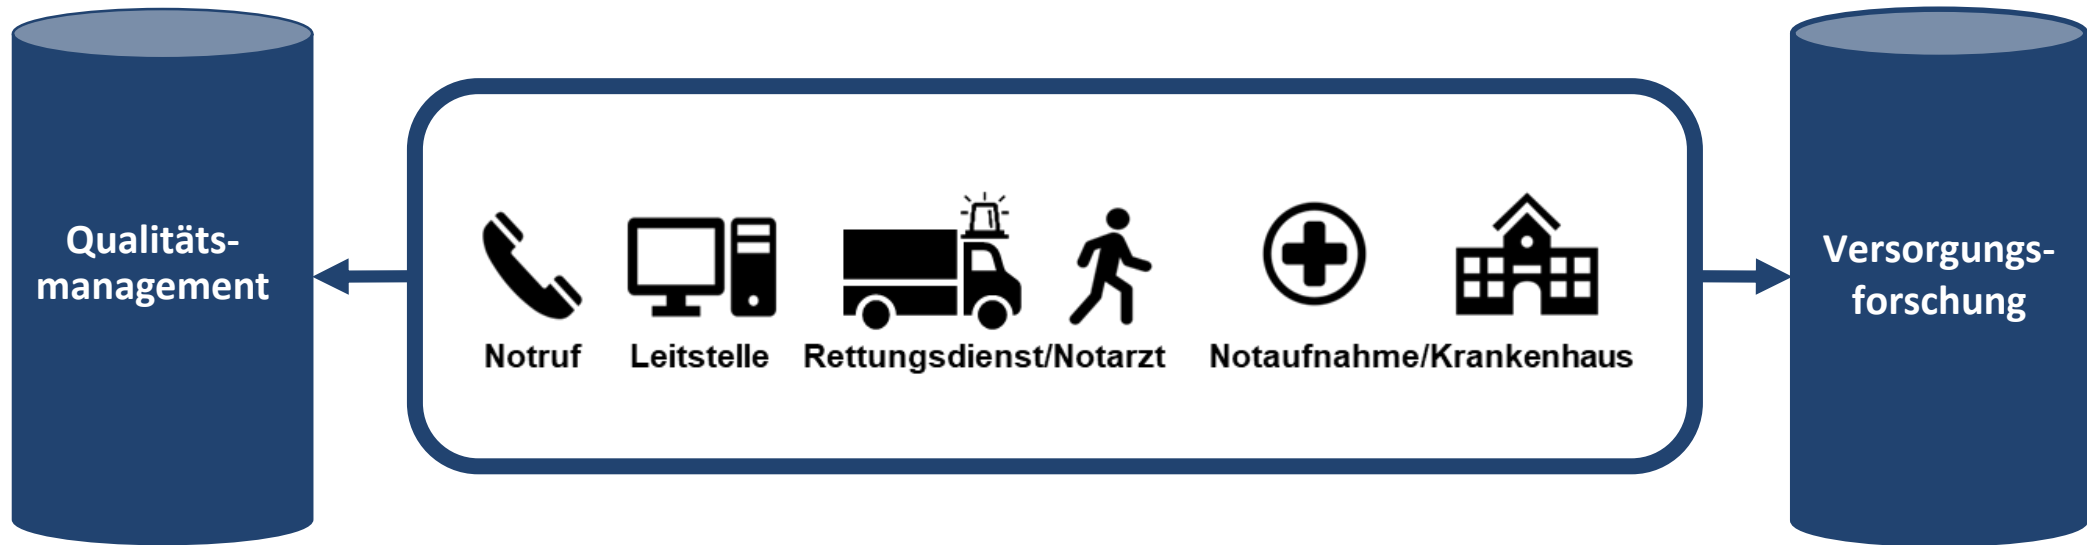 Qualitäts-
management
Notruf
Leitstelle
Rettungsdienst/Notarzt
Notaufnahme/Krankenhaus
Versorgungs-
forschung